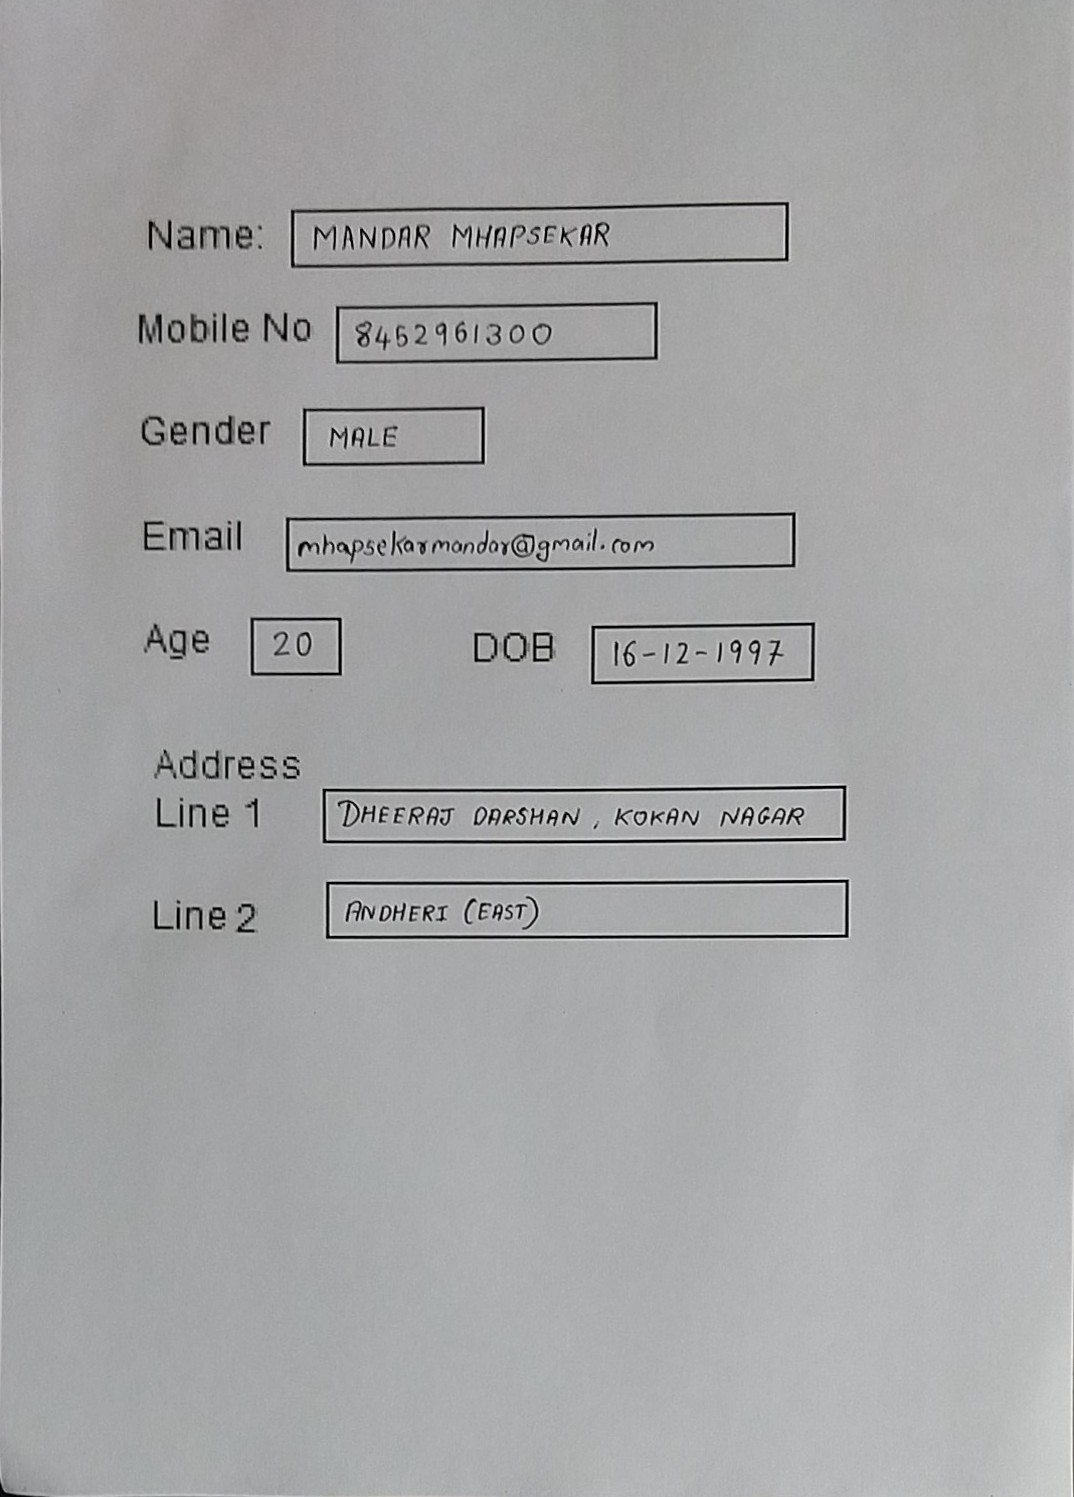 Name: MANDAR MHAPSEKAR
Mobile No 8452961300
Gender MALE
Email mhapsekarmandar@gmail.com
Age 20 DOB 16-12-1997
Address
Line 1 DHEERAJ DARSHAN, KOKAN NAGAR
Line 2 ANDHERI (EAST)